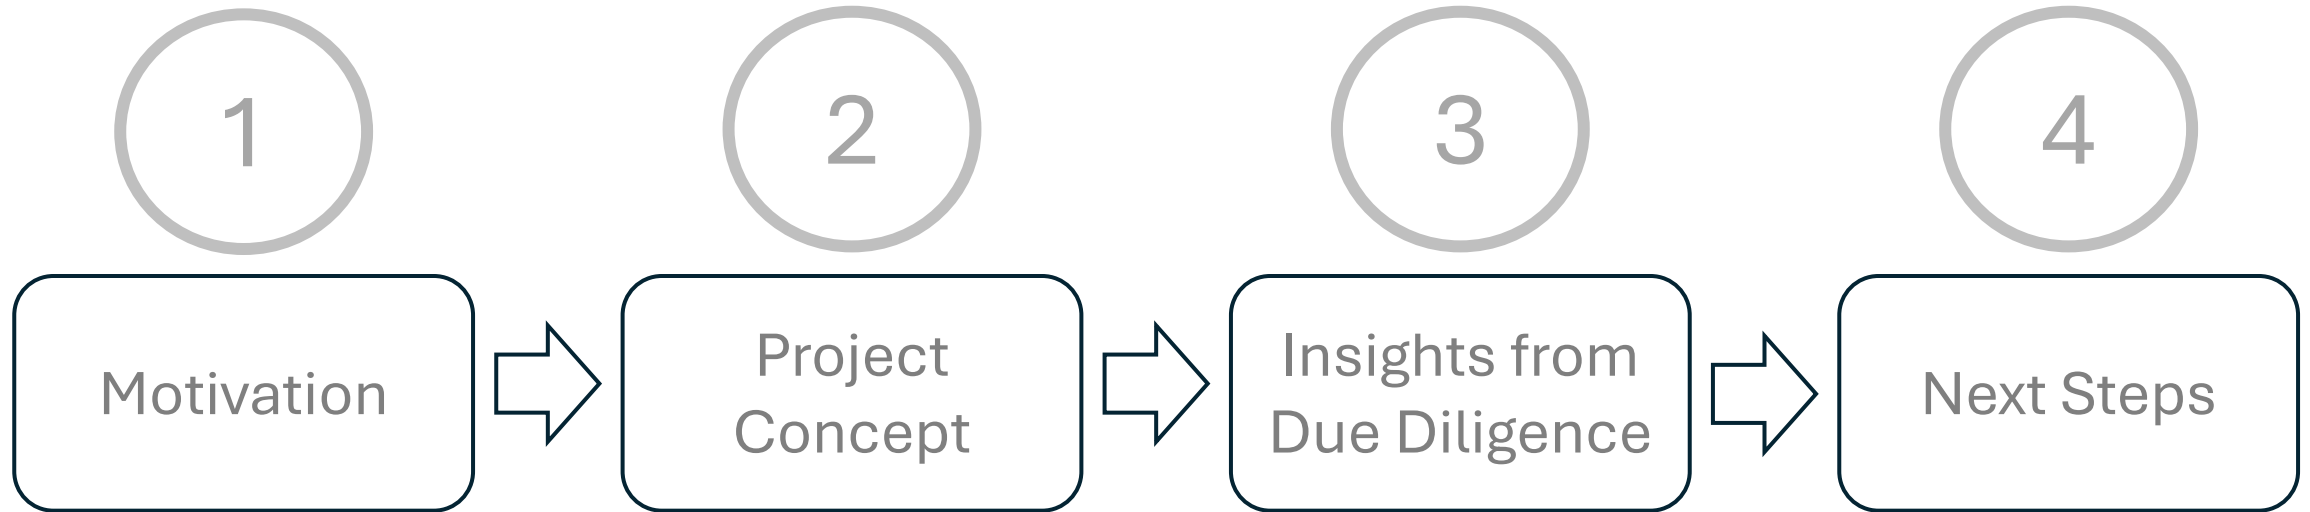 1
2
3
4
Motivation
Project
Concept
Insights from
Due Diligence
Next Steps